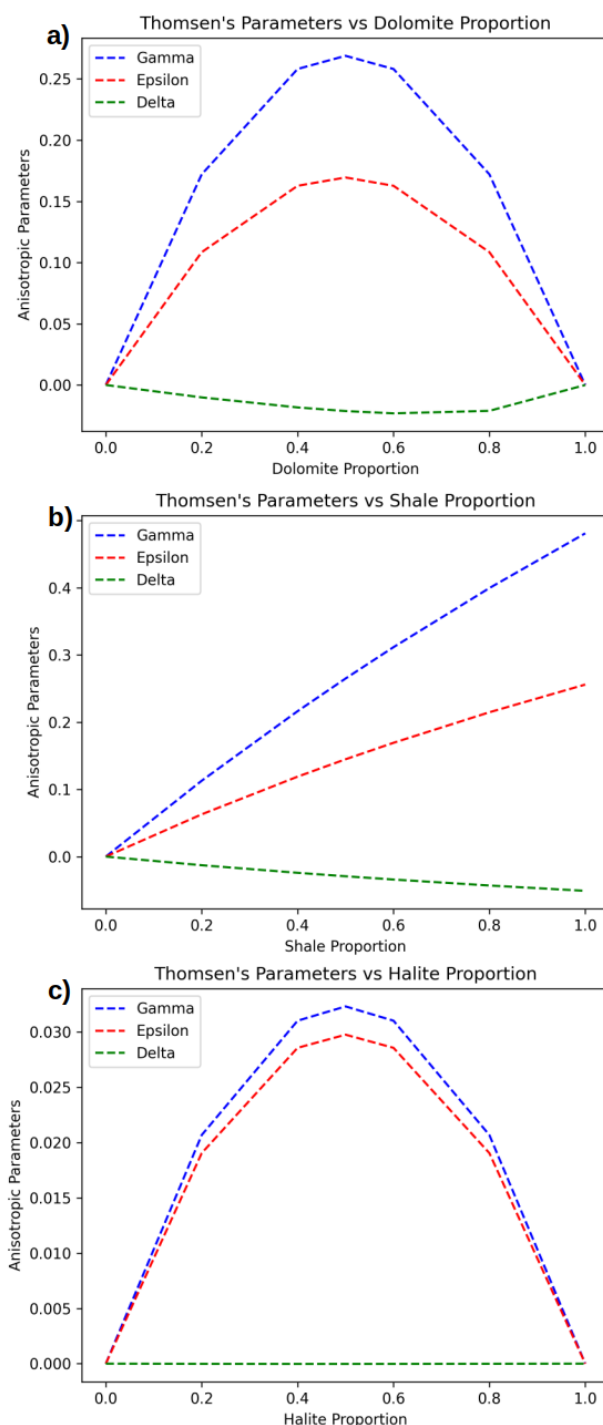 a)
Thomsen's Parameters vs Dolomite Proportion
Gamma
Epsilon
Delta
0.25
0.20
0.15
0.10
0.05
0.00
Anisotropic Parameters
0.0 0.2 0.4 0.6 0.8 1.0
Dolomite Proportion
b)
Thomsen's Parameters vs Shale Proportion
Gamma
Epsilon
Delta
0.4
0.3
0.2
0.1
0.0
Anisotropic Parameters
0.0 0.2 0.4 0.6 0.8 1.0
Shale Proportion
c)
Thomsen's Parameters vs Halite Proportion
Gamma
Epsilon
Delta
0.030
0.025
0.020
0.015
0.010
0.005
0.000
Anisotropic Parameters
0.0 0.2 0.4 0.6 0.8 1.0
Halite Proportion